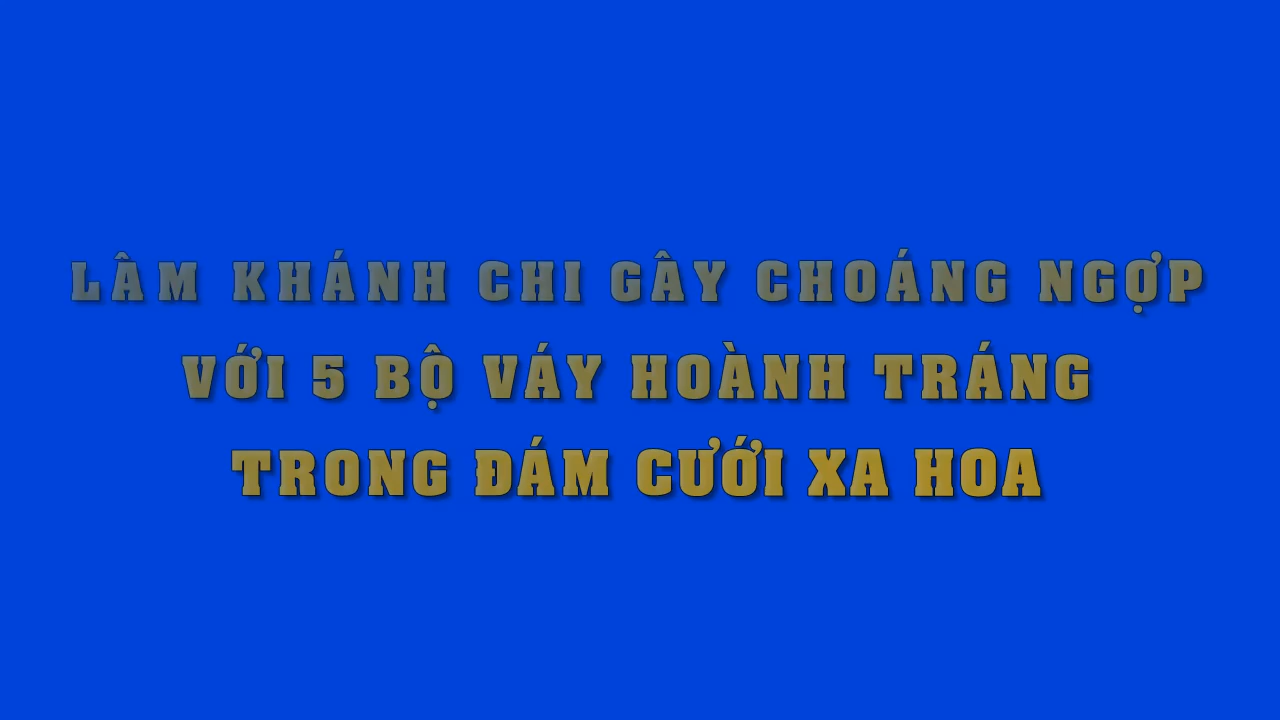 LÂM KHÁNH CHI GÂY CHOÁNG NGỢP
VỚI 5 BỘ VÁY HOÀNH TRÁNG
TRONG ĐÁM CƯỚI XA HOA